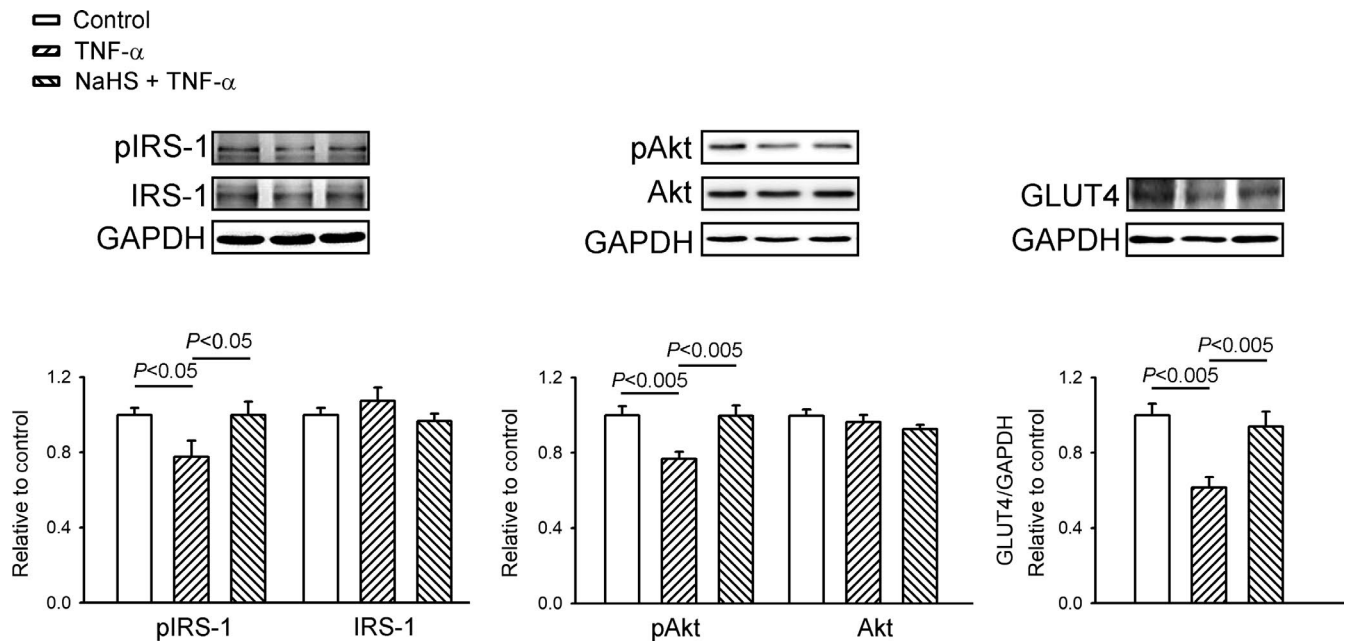 Control
TNF-α
NaHS + TNF-α
pIRS-1
IRS-1
GAPDH
pAkt
Akt
GAPDH
GLUT4
GAPDH
P<0.05
P<0.05
1.2
0.8
0.4
0.0
Relative to control
pIRS-1 IRS-1
P<0.005
P<0.005
1.2
0.8
0.4
0.0
Relative to control
pAkt Akt
P<0.005
P<0.005
1.2
0.8
0.4
0.0
GLUT4/GAPDH
Relative to control